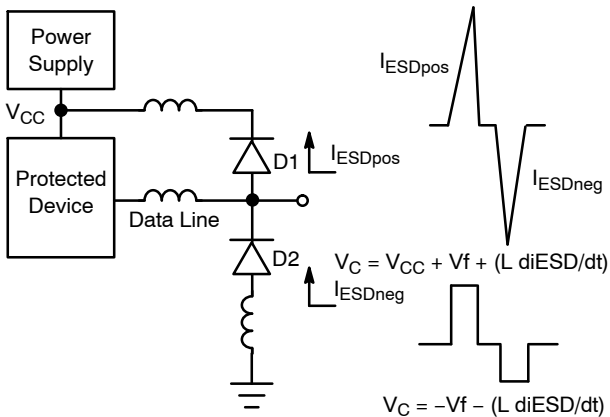 Power
Supply
V_CC
Protected
Device
Data Line
D1
D2
I_ESDpos
I_ESDneg
I_ESDpos
I_ESDneg
V_C = V_CC + Vf + (L diESD/dt)
V_C = −Vf − (L diESD/dt)